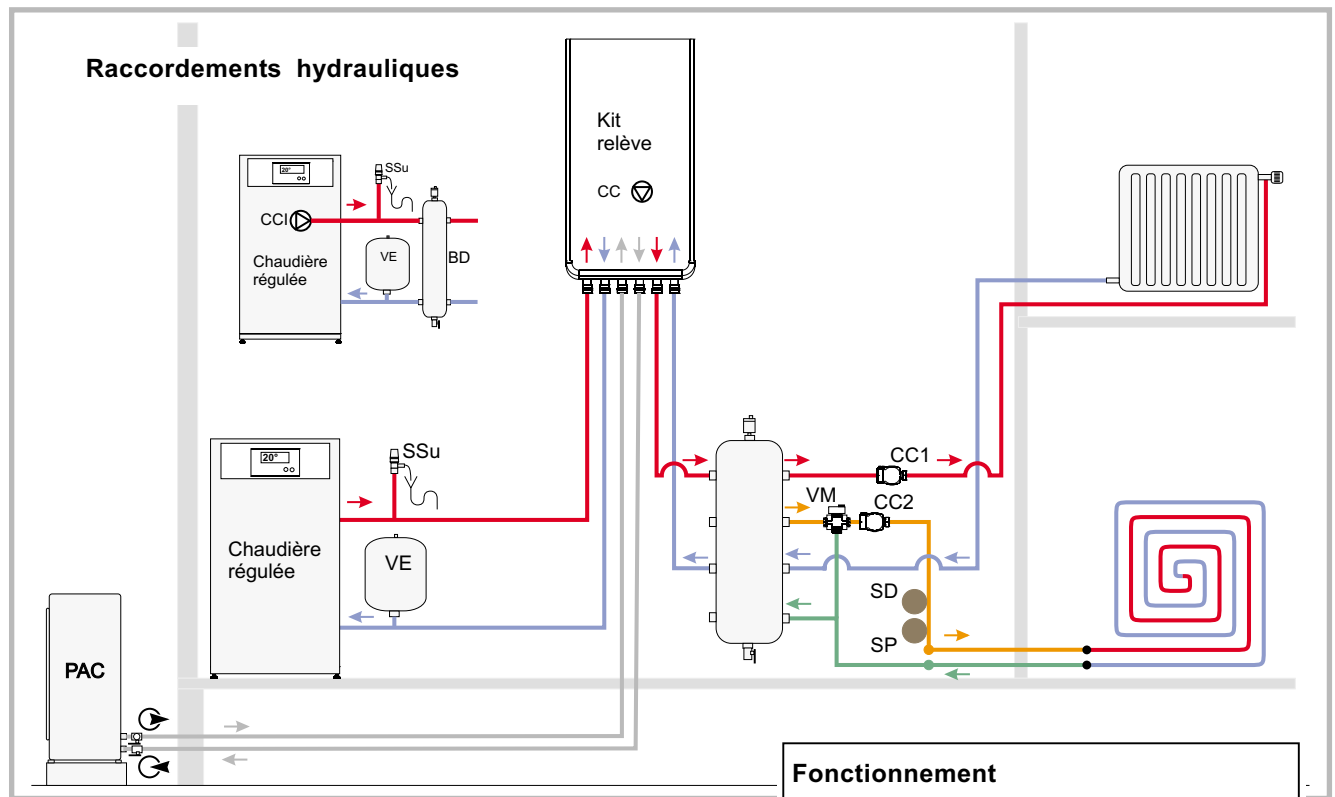 Raccordements hydrauliques
Kit
relève
CC
SSu
20°
CCI
VE
BD
Chaudière
régulée
SSu
20°
CC1
VM
CC2
Chaudière
régulée
VE
SD
SP
PAC
Fonctionnement